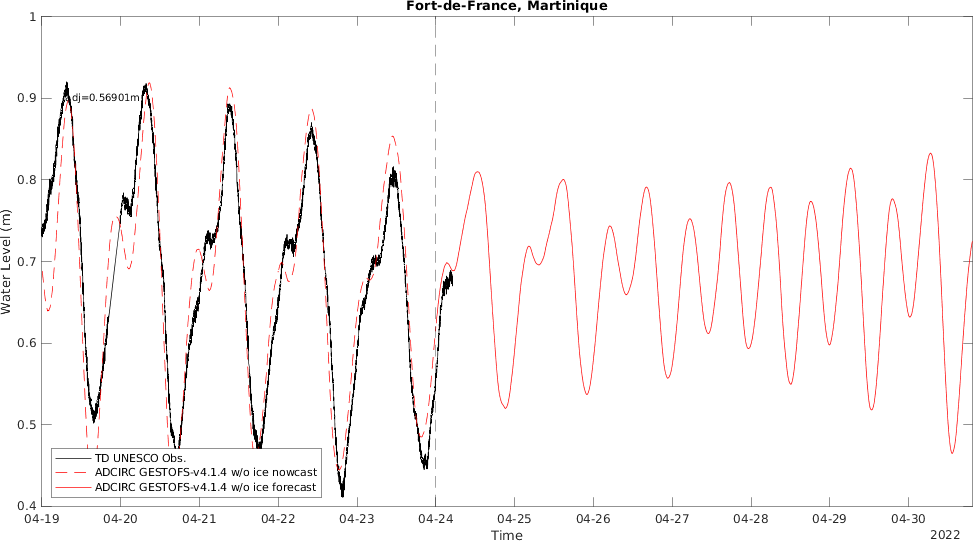 Fort-de-France, Martinique
1
0.9
0.8
0.7
0.6
0.5
0.4
Water Level (m)
dj=0.56901m
TD UNESCO Obs.
ADCIRC GESTOFS-v4.1.4 w/o ice nowcast
ADCIRC GESTOFS-v4.1.4 w/o ice forecast
04-19 04-20 04-21 04-22 04-23 04-24 04-25 04-26 04-27 04-28 04-29 04-30
Time
2022